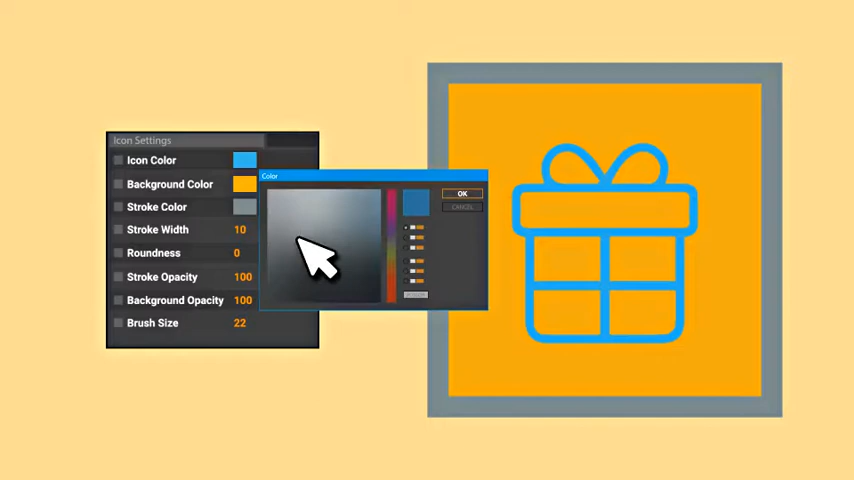 Icon Settings
Icon Color
Background Color
Stroke Color
Stroke Width 10
Roundness 0
Stroke Opacity 100
Background Opacity 100
Brush Size 22
Color
OK
CANCEL